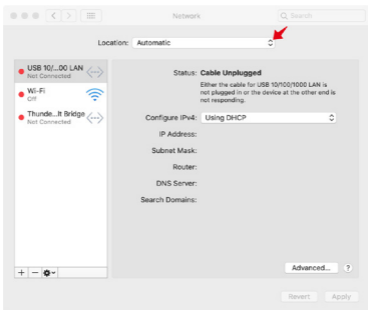 Network
Search
Location: Automatic
USB 10/...00 LAN
Not Connected
Wi-Fi
Off
Thunde...lt Bridge
Not Connected
Status: Cable Unplugged
Either the cable for USB 10/100/1000 LAN is
not plugged in or the device at the other end is
not responding.
Configure IPv4: Using DHCP
IP Address:
Subnet Mask:
Router:
DNS Server:
Search Domains:
Advanced... ?
Revert Apply